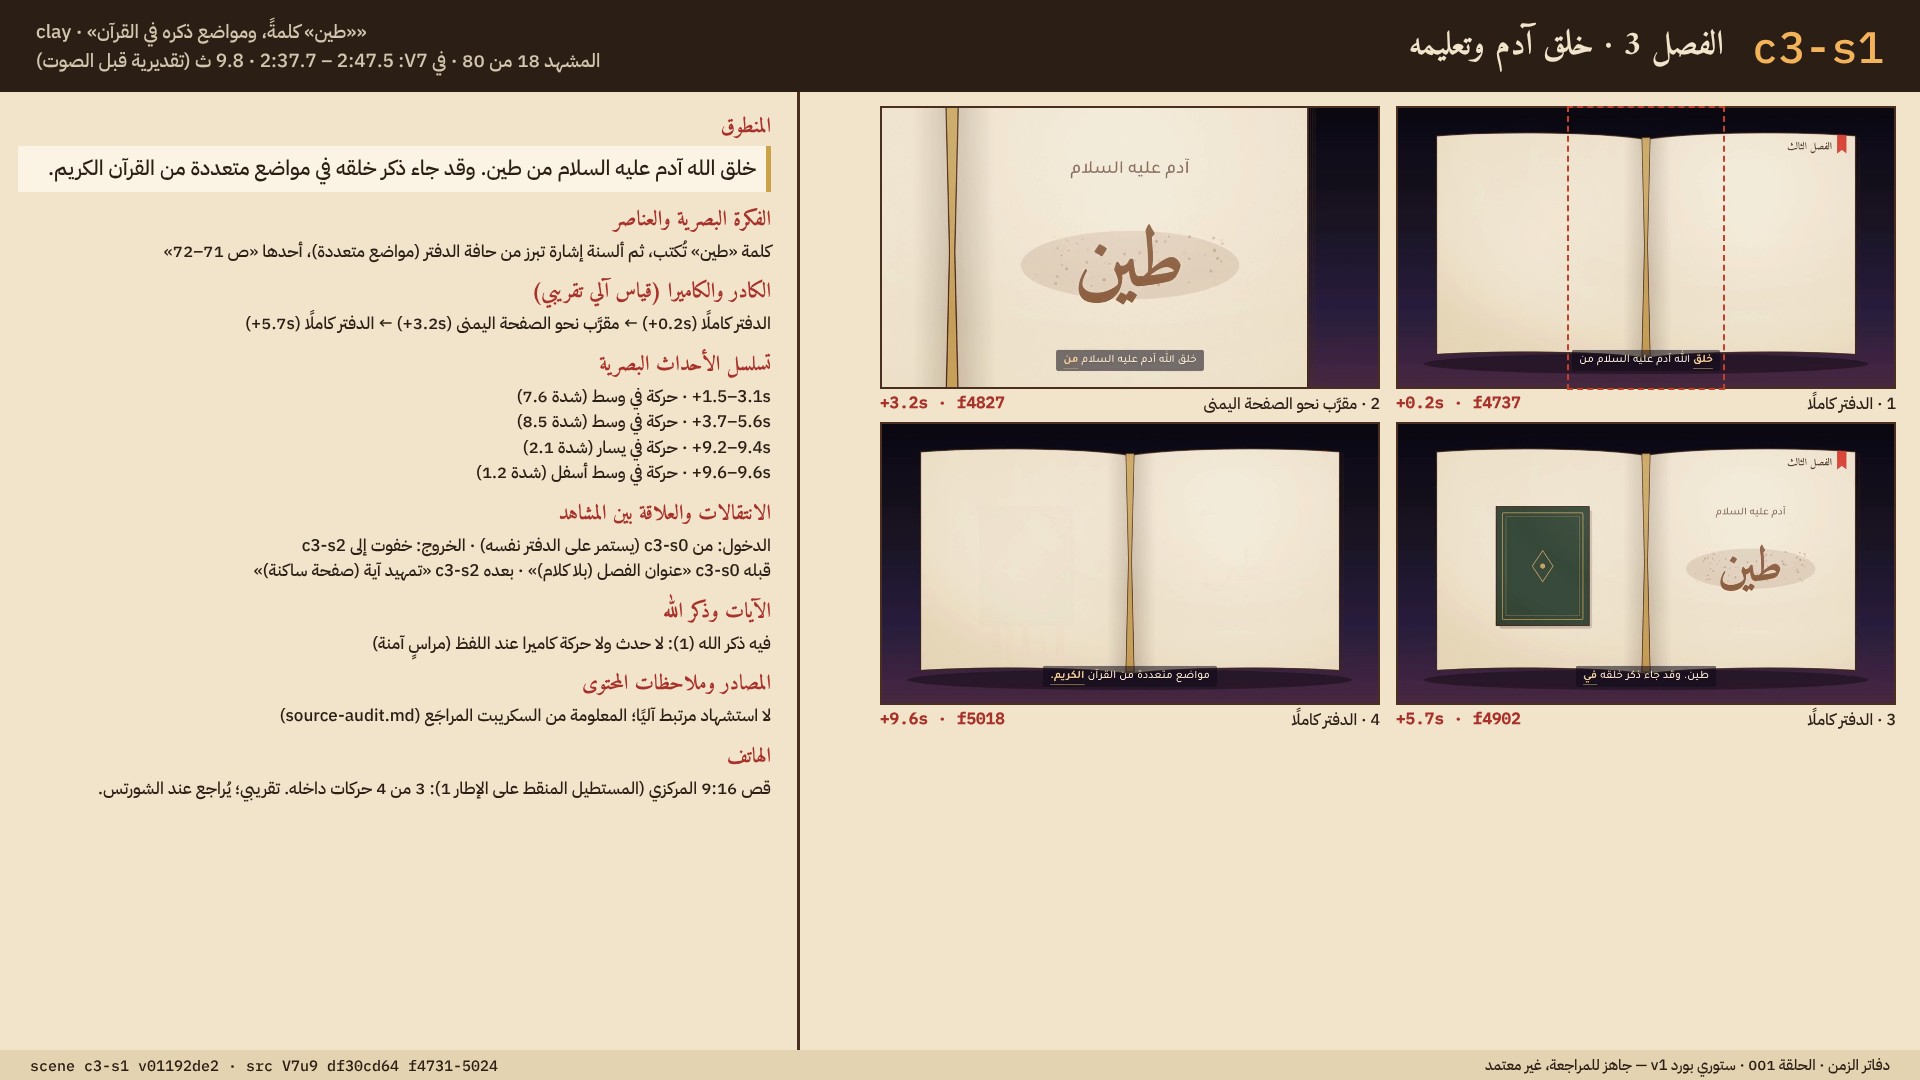 c3-s1 الفصل 3 · خلق آدم وتعليمه
«»طين» كلمةً، ومواضع ذكره في القرآن» · clay
المشهد 18 من 80 · في V7: 2:37.7 – 2:47.5 · 9.8 ث (تقديرية قبل الصوت)
الفصل الثالث
خلق الله آدم عليه السلام من
1 · الدفتر كاملًا
+0.2s · f4737
آدم عليه السلام
طين
خلق الله آدم عليه السلام من
2 · مقرَّب نحو الصفحة اليمنى
+3.2s · f4827
الفصل الثالث
آدم عليه السلام
طين
طين. وقد جاء ذكر خلقه في
3 · الدفتر كاملًا
+5.7s · f4902
مواضع متعددة من القرآن الكريم.
4 · الدفتر كاملًا
+9.6s · f5018
المنطوق
خلق الله آدم عليه السلام من طين. وقد جاء ذكر خلقه في مواضع متعددة من القرآن الكريم.
الفكرة البصرية والعناصر
كلمة «طين» تُكتب، ثم ألسنة إشارة تبرز من حافة الدفتر (مواضع متعددة)، أحدها «ص 71–72»
الكادر والكاميرا (قياس آلي تقريبي)
الدفتر كاملًا (+0.2s) ← مقرَّب نحو الصفحة اليمنى (+3.2s) ← الدفتر كاملًا (+5.7s)
تسلسل الأحداث البصرية
+1.5–3.1s · حركة في وسط (شدة 7.6)
+3.7–5.6s · حركة في وسط (شدة 8.5)
+9.2–9.4s · حركة في يسار (شدة 2.1)
+9.6–9.6s · حركة في وسط أسفل (شدة 1.2)
الانتقالات والعلاقة بين المشاهد
الدخول: من c3-s0 (يستمر على الدفتر نفسه) · الخروج: خفوت إلى c3-s2
قبله c3-s0 «عنوان الفصل (بلا كلام)» · بعده c3-s2 «تمهيد آية (صفحة ساكنة)»
الآيات وذكر الله
فيه ذكر الله (1): لا حدث ولا حركة كاميرا عند اللفظ (مراسٍ آمنة)
المصادر وملاحظات المحتوى
لا استشهاد مرتبط آليًا؛ المعلومة من السكريبت المراجَع (source-audit.md)
الهاتف
قص 9:16 المركزي (المستطيل المنقط على الإطار 1): 3 من 4 حركات داخله. تقريبي؛ يُراجع عند الشورتس.
دفاتر الزمن · الحلقة 001 · ستوري بورد v1 — جاهز للمراجعة، غير معتمد
scene c3-s1 v01192de2 · src V7u9 df30cd64 f4731-5024